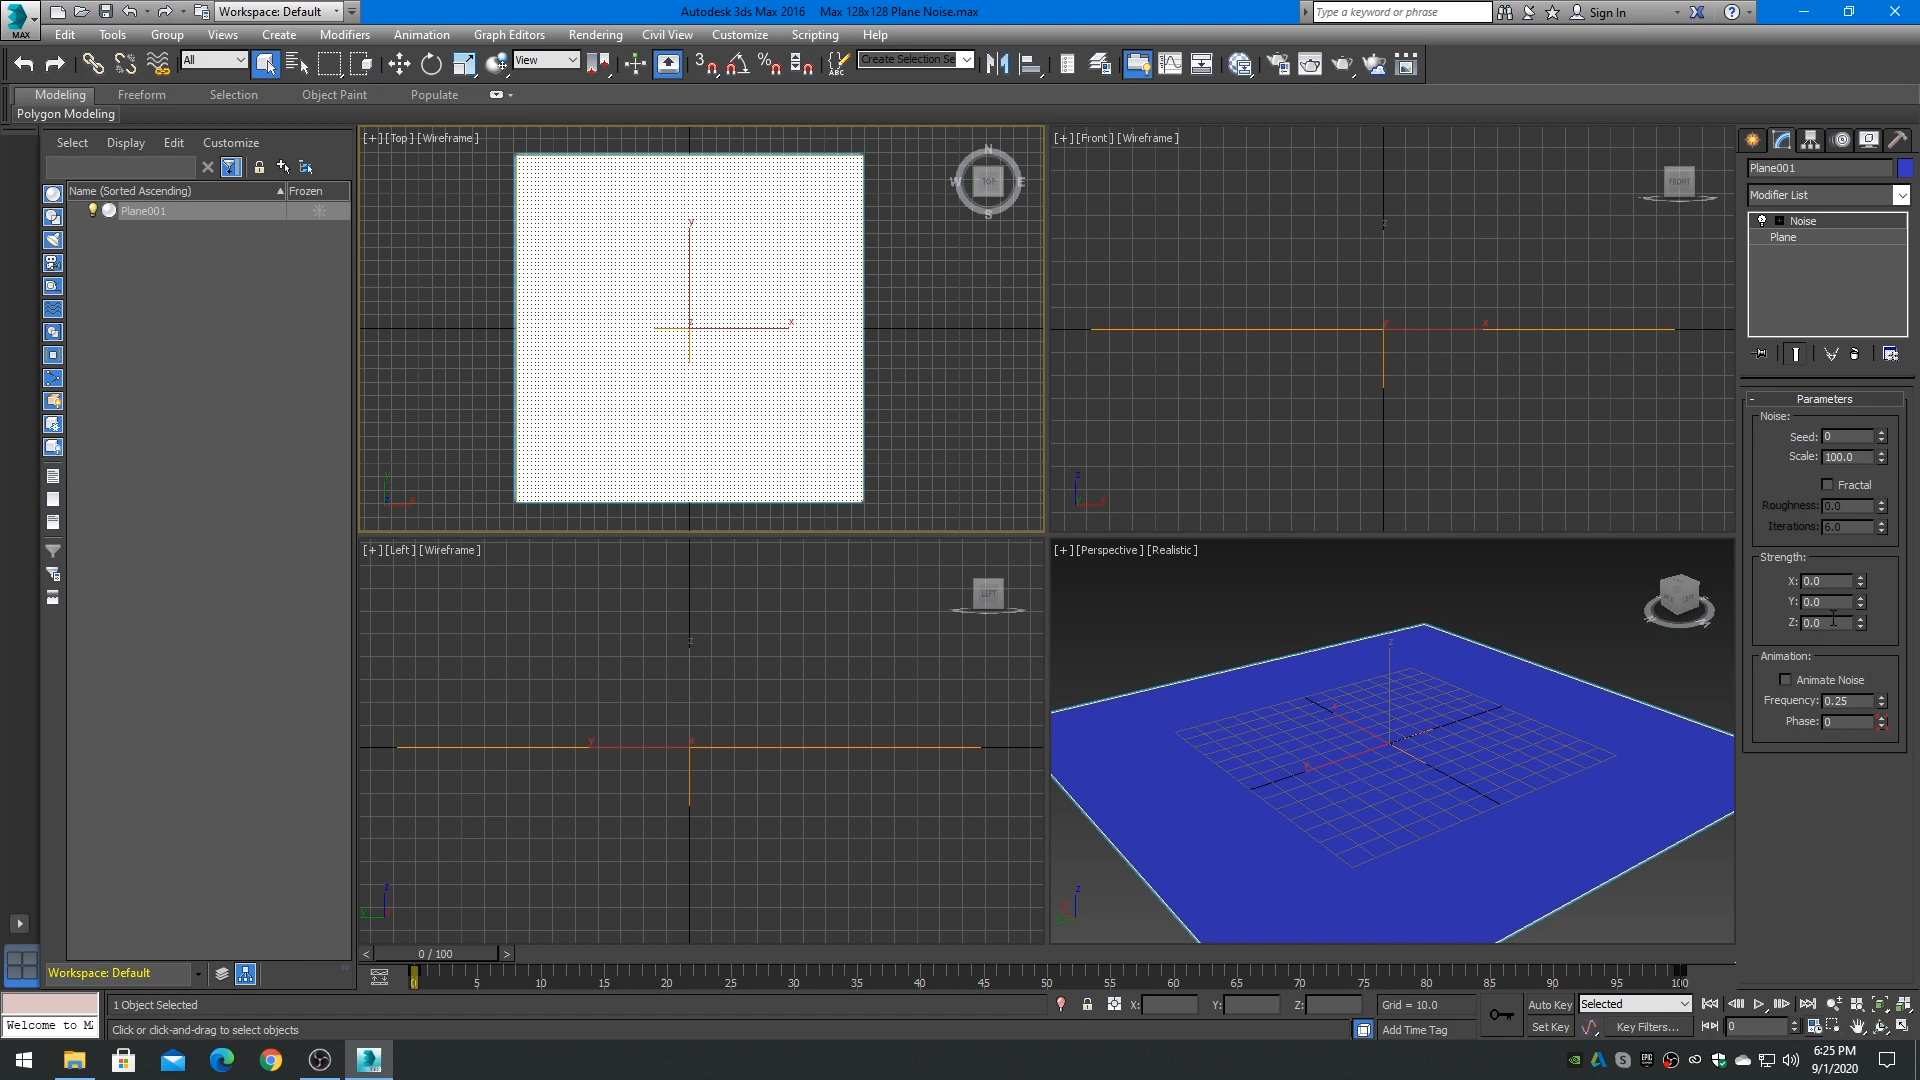 Workspace: Default
Autodesk 3ds Max 2016    Max 128x128 Plane Noise.max
Type a keyword or phrase
Sign In
MAX
Edit Tools Group Views Create Modifiers Animation Graph Editors Rendering Civil View Customize Scripting Help
All
View
3
ABC
Create Selection Se
Modeling Freeform Selection Object Paint Populate
Polygon Modeling
Select Display Edit Customize
Name (Sorted Ascending) Frozen
Plane001
[+] [Top] [Wireframe]
N
W TOP E
S
y
z
x
[+] [Front] [Wireframe]
FRONT
z
y
x
[+] [Left] [Wireframe]
LEFT
z
y
x
[+] [Perspective] [Realistic]
LEFT
z
x
y
Plane001
Modifier List
Noise
Plane
- Parameters
Noise:
Seed: 0
Scale: 100.0
Fractal
Roughness: 0.0
Iterations: 6.0
Strength:
X: 0.0
Y: 0.0
Z: 0.0
Animation:
Animate Noise
Frequency: 0.25
Phase: 0
< 0 / 100 >
Workspace: Default
0 5 10 15 20 25 30 35 40 45 50 55 60 65 70 75 80 85 90 95 100
1 Object Selected
X: Y: Z: Grid = 10.0
Auto Key Selected
Welcome to M
Click or click-and-drag to select objects
Add Time Tag
Set Key Key Filters... 0
6:25 PM
9/1/2020